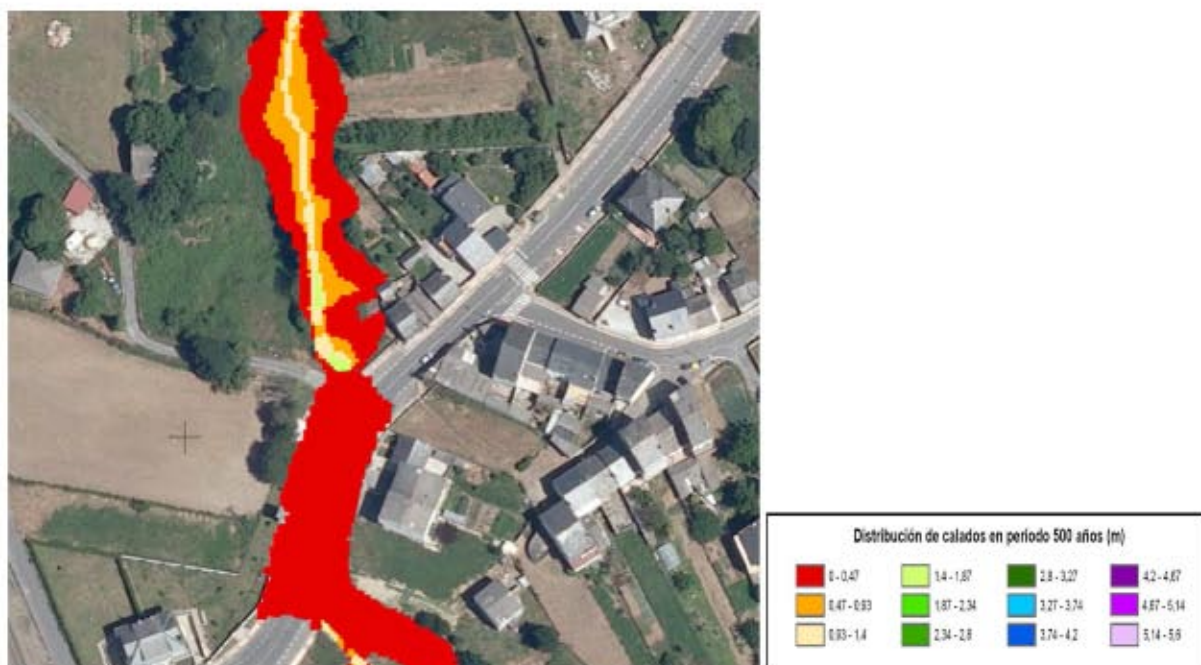 Distribución de calados en periodo 500 años (m)
0 - 0,47 1,4 - 1,87 2,8 - 3,27 4,2 - 4,67
0,47 - 0,93 1,87 - 2,34 3,27 - 3,74 4,67 - 5,14
0,93 - 1,4 2,34 - 2,8 3,74 - 4,2 5,14 - 5,6